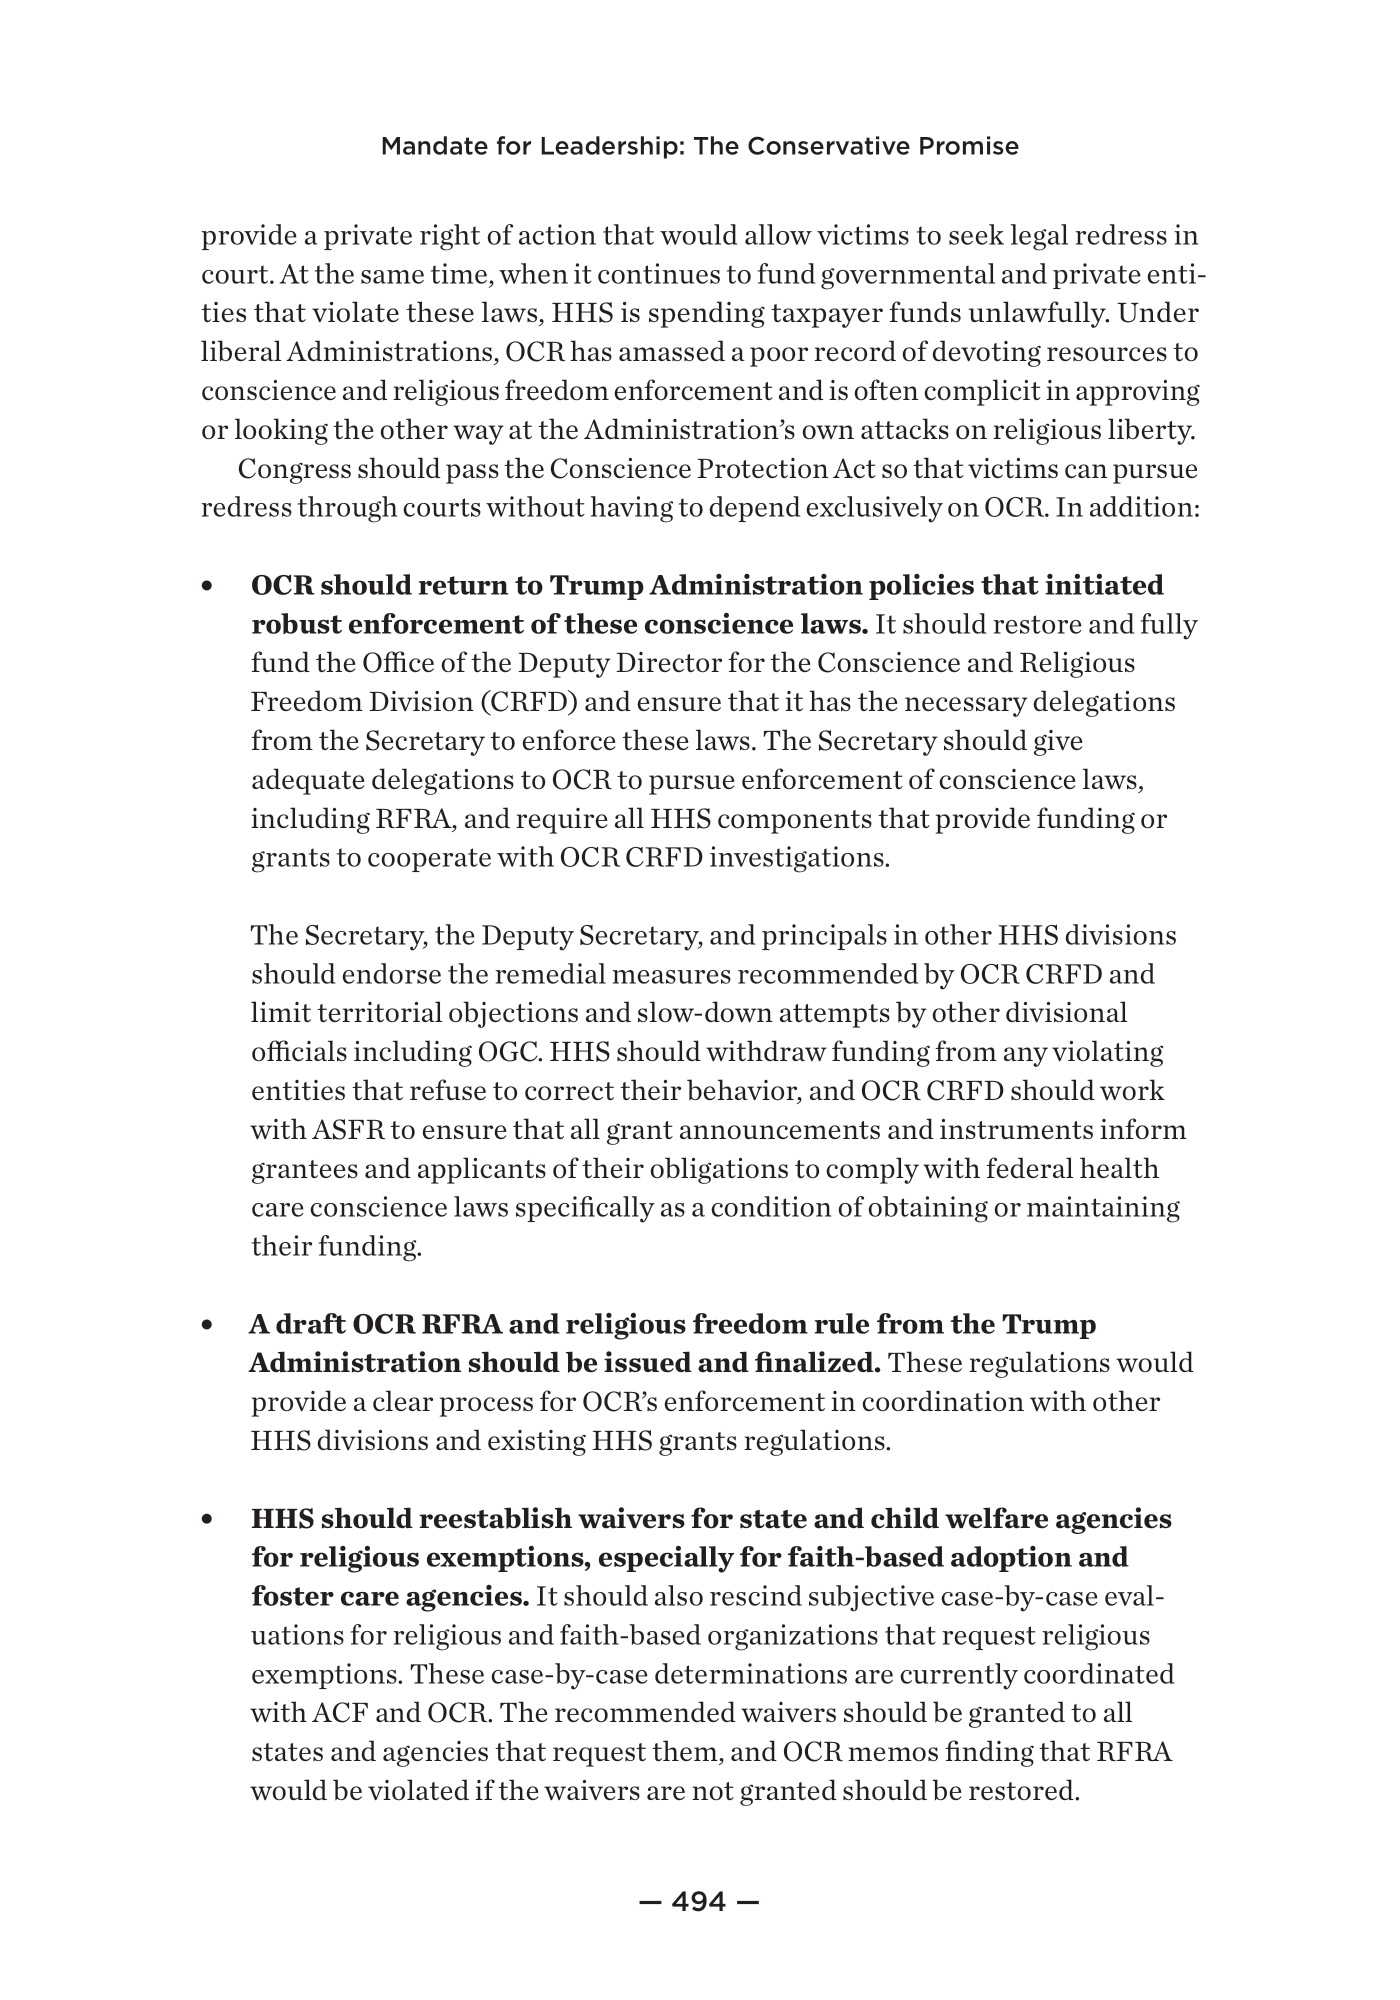 Mandate for Leadership: The Conservative Promise
provide a private right of action that would allow victims to seek legal redress in
court. At the same time, when it continues to fund governmental and private enti-
ties that violate these laws, HHS is spending taxpayer funds unlawfully. Under
liberal Administrations, OCR has amassed a poor record of devoting resources to
conscience and religious freedom enforcement and is often complicit in approving
or looking the other way at the Administration’s own attacks on religious liberty.
Congress should pass the Conscience Protection Act so that victims can pursue
redress through courts without having to depend exclusively on OCR. In addition:
• OCR should return to Trump Administration policies that initiated
robust enforcement of these conscience laws. It should restore and fully
fund the Office of the Deputy Director for the Conscience and Religious
Freedom Division (CRFD) and ensure that it has the necessary delegations
from the Secretary to enforce these laws. The Secretary should give
adequate delegations to OCR to pursue enforcement of conscience laws,
including RFRA, and require all HHS components that provide funding or
grants to cooperate with OCR CRFD investigations.
The Secretary, the Deputy Secretary, and principals in other HHS divisions
should endorse the remedial measures recommended by OCR CRFD and
limit territorial objections and slow-down attempts by other divisional
officials including OGC. HHS should withdraw funding from any violating
entities that refuse to correct their behavior, and OCR CRFD should work
with ASFR to ensure that all grant announcements and instruments inform
grantees and applicants of their obligations to comply with federal health
care conscience laws specifically as a condition of obtaining or maintaining
their funding.
• A draft OCR RFRA and religious freedom rule from the Trump
Administration should be issued and finalized. These regulations would
provide a clear process for OCR’s enforcement in coordination with other
HHS divisions and existing HHS grants regulations.
• HHS should reestablish waivers for state and child welfare agencies
for religious exemptions, especially for faith-based adoption and
foster care agencies. It should also rescind subjective case-by-case eval-
uations for religious and faith-based organizations that request religious
exemptions. These case-by-case determinations are currently coordinated
with ACF and OCR. The recommended waivers should be granted to all
states and agencies that request them, and OCR memos finding that RFRA
would be violated if the waivers are not granted should be restored.
— 494 —